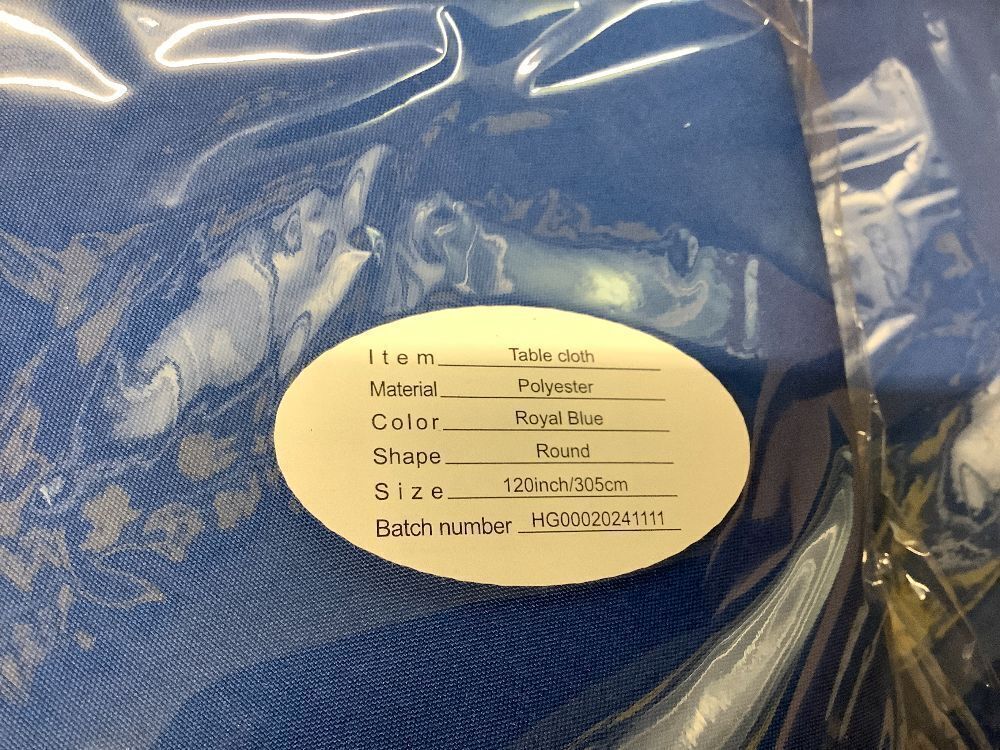 Item Table cloth
Material Polyester
Color Royal Blue
Shape Round
Size 120inch/305cm
Batch number HG00020241111